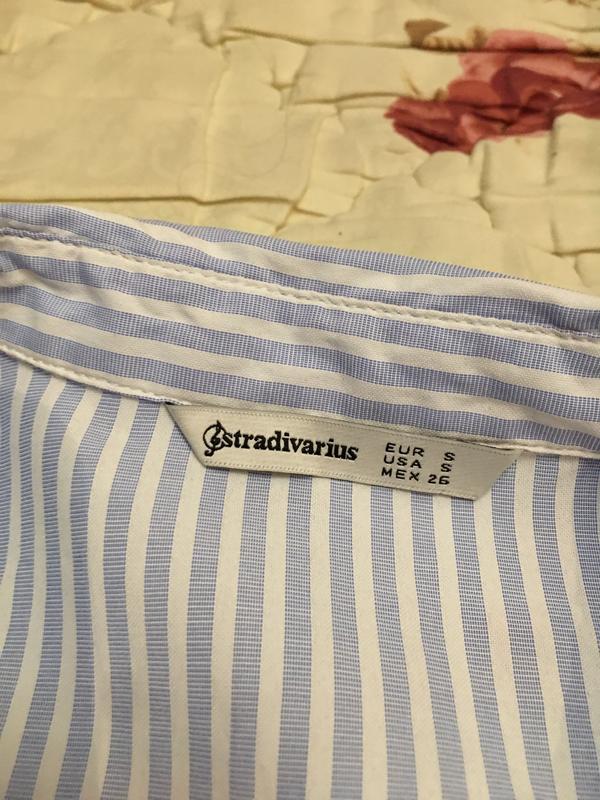 stradivarius
EUR S
USA S
MEX 26